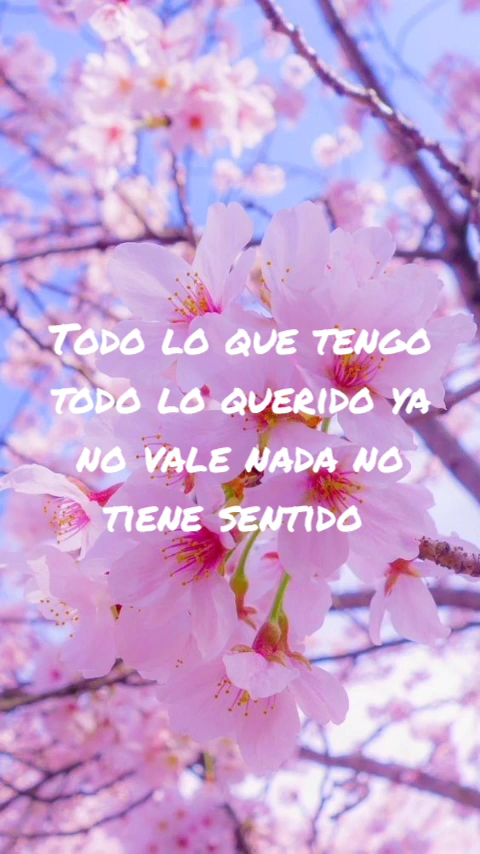 Todo lo que tengo
todo lo querido ya
no vale nada no
tiene sentido